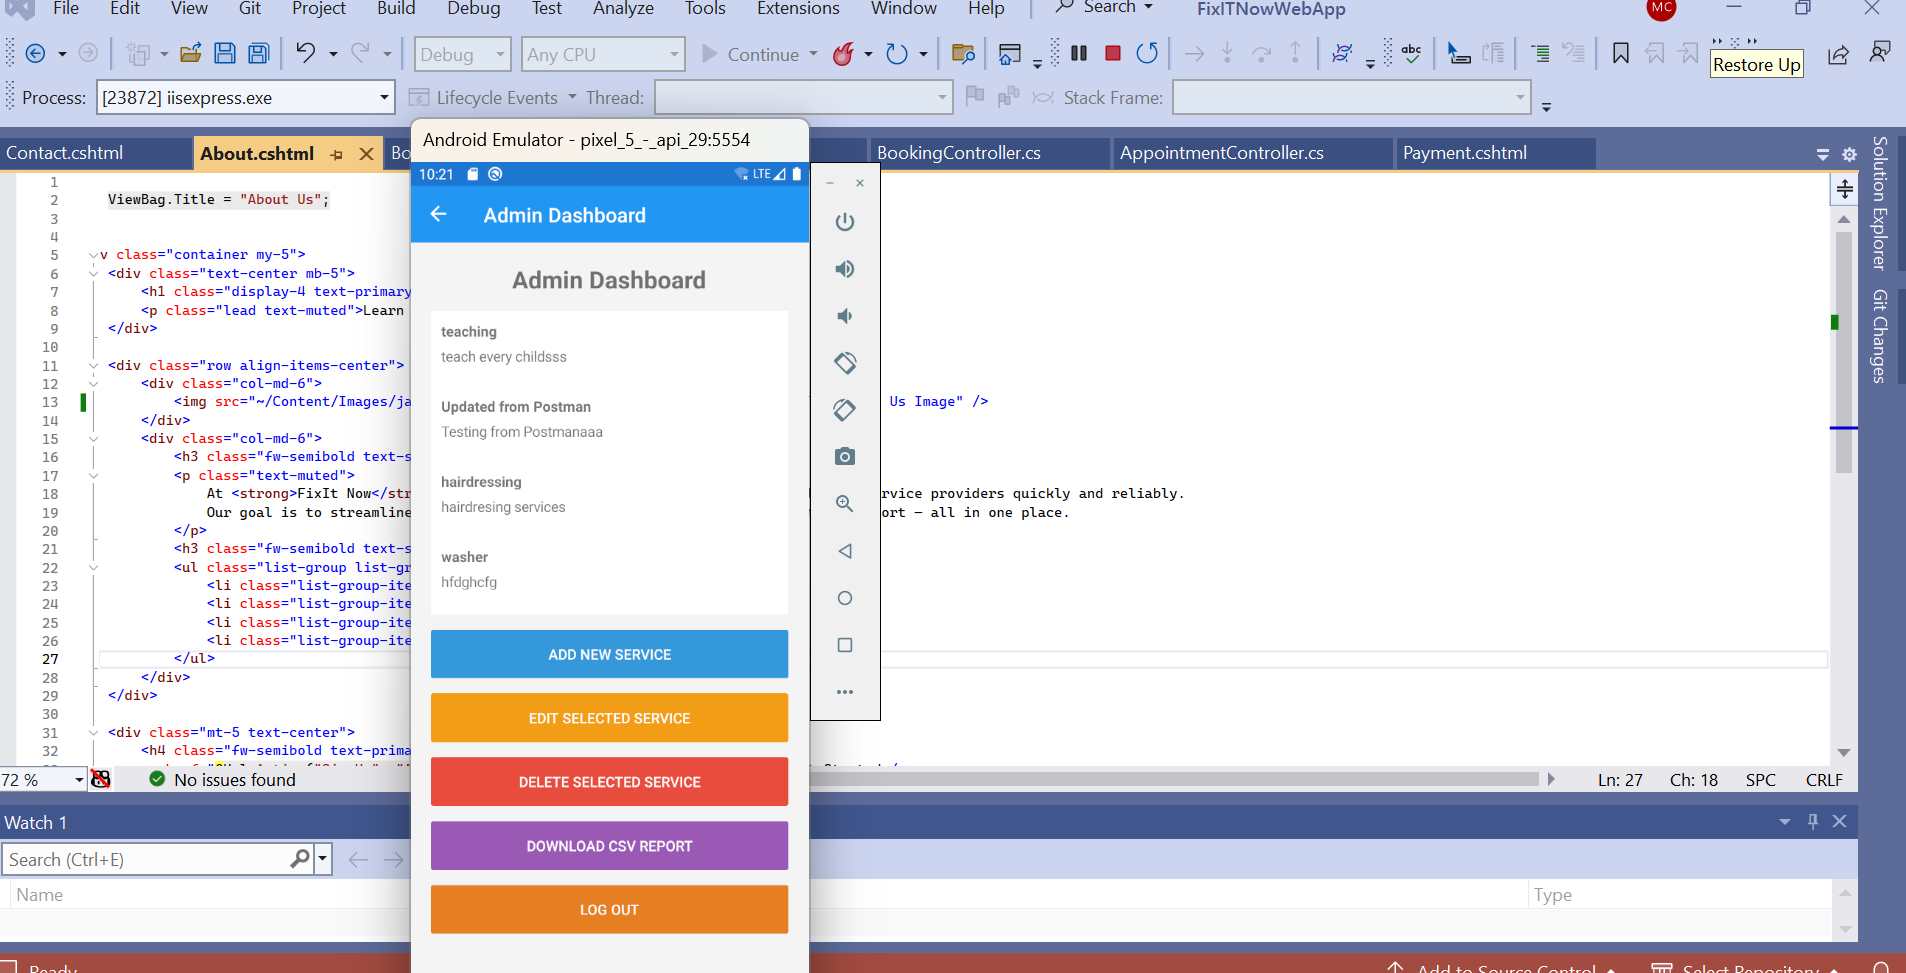 File Edit View Git Project Build Debug Test Analyze Tools Extensions Window Help Search FixITNowWebApp MC
Debug Any CPU Continue abc Restore Up
Process: [23872] iisexpress.exe Lifecycle Events Thread: Stack Frame:
Contact.cshtml About.cshtml Bo BookingController.cs AppointmentController.cs Payment.cshtml
Solution Explorer
Git Changes
1
2 ViewBag.Title = "About Us";
3
4
5 v class="container my-5">
6 <div class="text-center mb-5">
7 <h1 class="display-4 text-primary
8 <p class="lead text-muted">Learn
9 </div>
10
11 <div class="row align-items-center">
12 <div class="col-md-6">
13 <img src="~/Content/Images/ja Us Image" />
14 </div>
15 <div class="col-md-6">
16 <h3 class="fw-semibold text-s
17 <p class="text-muted">
18 At <strong>FixIt Now</str rvice providers quickly and reliably.
19 Our goal is to streamline ort – all in one place.
20 </p>
21 <h3 class="fw-semibold text-s
22 <ul class="list-group list-gr
23 <li class="list-group-ite
24 <li class="list-group-ite
25 <li class="list-group-ite
26 <li class="list-group-ite
27 </ul>
28 </div>
29 </div>
30
31 <div class="mt-5 text-center">
32 <h4 class="fw-semibold text-prima
72 % No issues found Ln: 27 Ch: 18 SPC CRLF
Watch 1
Search (Ctrl+E)
Name Type
Ready Add to Source Control Select Repository
Android Emulator - pixel_5_-_api_29:5554
10:21 LTE
Admin Dashboard
Admin Dashboard
teaching
teach every childsss
Updated from Postman
Testing from Postmanaaa
hairdressing
hairdresing services
washer
hfdghcfg
ADD NEW SERVICE
EDIT SELECTED SERVICE
DELETE SELECTED SERVICE
DOWNLOAD CSV REPORT
LOG OUT